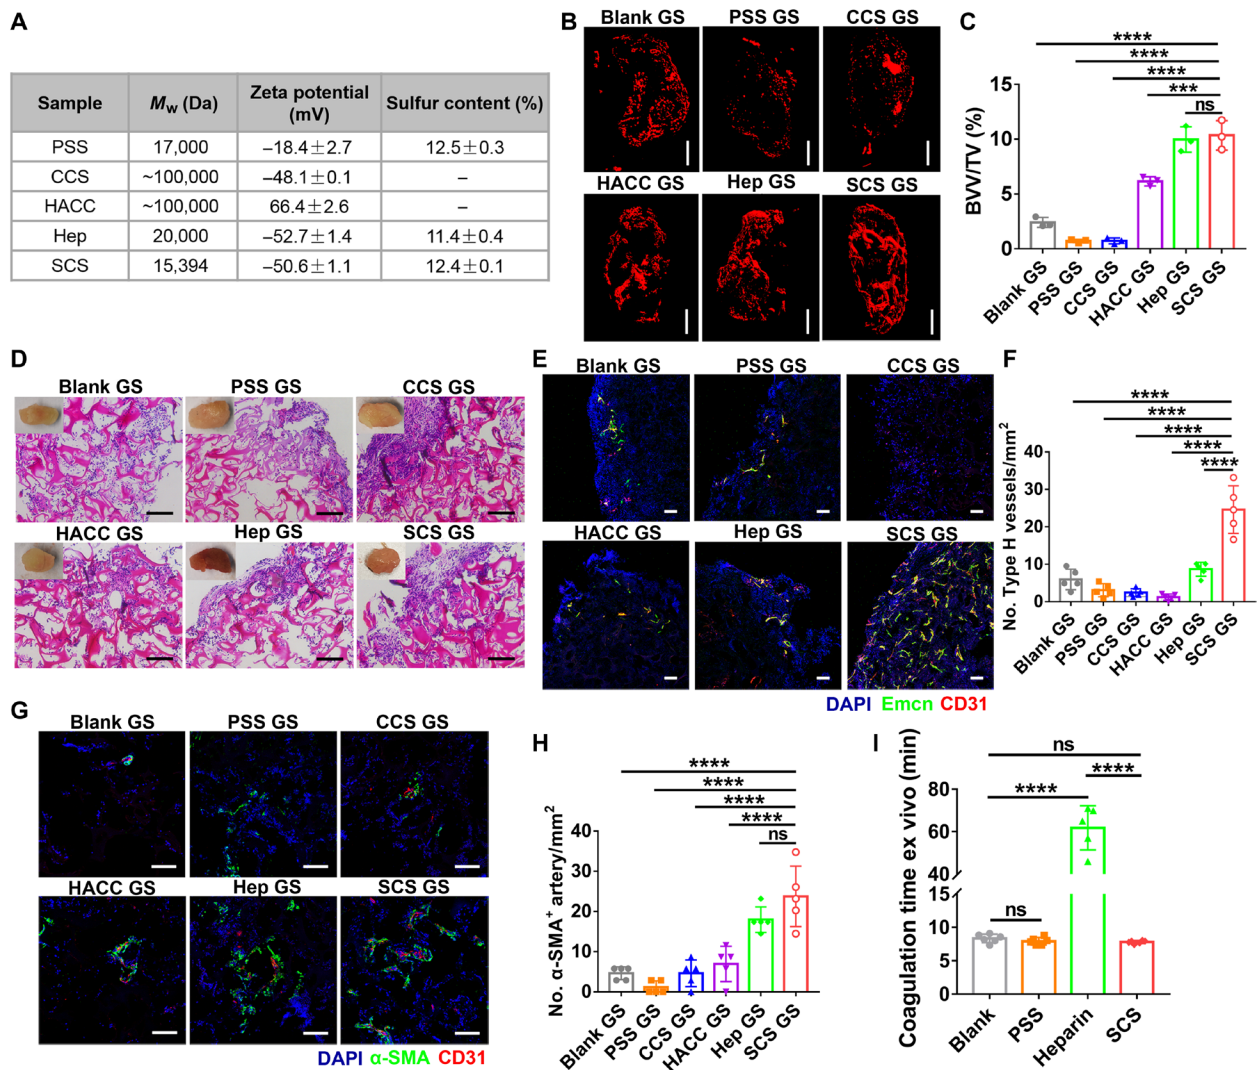 A
Sample Mw (Da) Zeta potential (mV) Sulfur content (%)
PSS 17,000 −18.4±2.7 12.5±0.3
CCS ~100,000 −48.1±0.1 –
HACC ~100,000 66.4±2.6 –
Hep 20,000 −52.7±1.4 11.4±0.4
SCS 15,394 −50.6±1.1 12.4±0.1
B
Blank GS PSS GS CCS GS
HACC GS Hep GS SCS GS
C
****
****
****
***
ns
BVV/TV (%)
15
10
5
0
Blank GS PSS GS CCS GS HACC GS Hep GS SCS GS
D
Blank GS PSS GS CCS GS
HACC GS Hep GS SCS GS
E
Blank GS PSS GS CCS GS
HACC GS Hep GS SCS GS
DAPI Emcn CD31
F
****
****
****
****
****
No. Type H vessels/mm²
40
30
20
10
0
Blank GS PSS GS CCS GS HACC GS Hep GS SCS GS
G
Blank GS PSS GS CCS GS
HACC GS Hep GS SCS GS
DAPI α-SMA CD31
H
****
****
****
****
ns
No. α-SMA⁺ artery/mm²
40
30
20
10
0
Blank GS PSS GS CCS GS HACC GS Hep GS SCS GS
I
ns
****
****
ns
Coagulation time ex vivo (min)
80
60
40
15
10
5
0
Blank PSS Heparin SCS